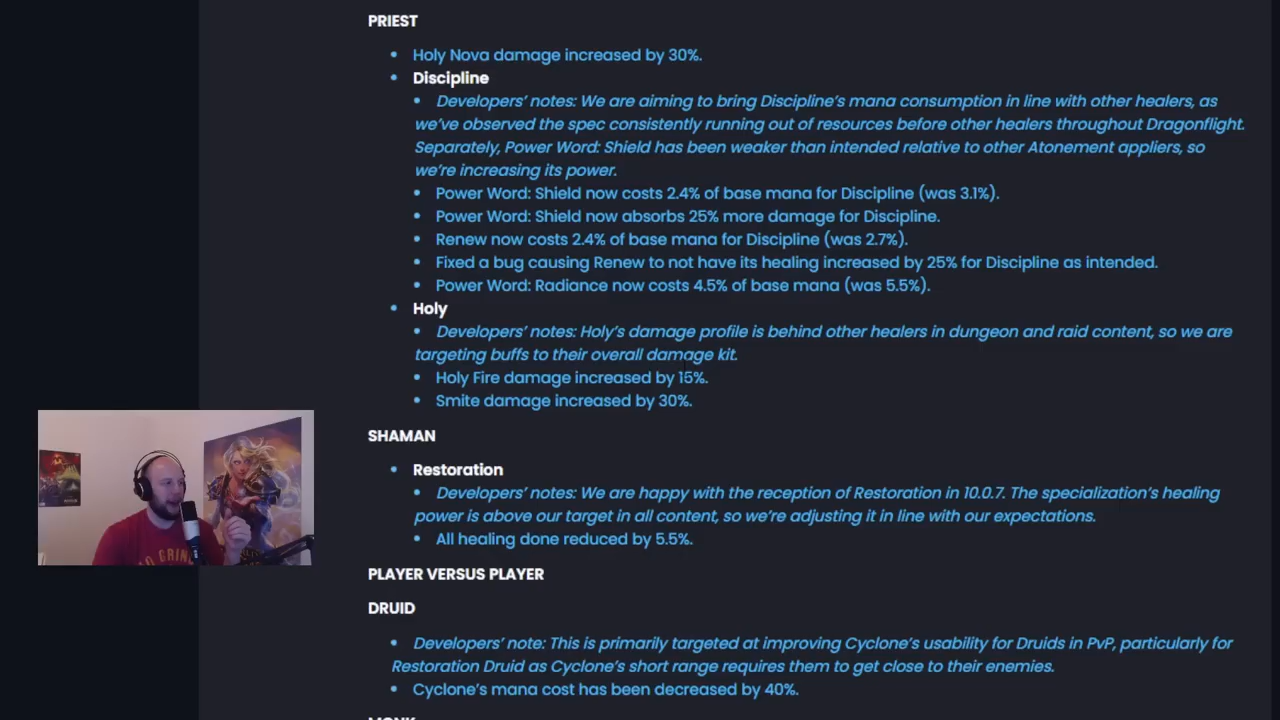 PRIEST
Holy Nova damage increased by 30%.
Discipline
Developers' notes: We are aiming to bring Discipline's mana consumption in line with other healers, as
we've observed the spec consistently running out of resources before other healers throughout Dragonflight.
Separately, Power Word: Shield has been weaker than intended relative to other Atonement appliers, so
we're increasing its power.
Power Word: Shield now costs 2.4% of base mana for Discipline (was 3.1%).
Power Word: Shield now absorbs 25% more damage for Discipline.
Renew now costs 2.4% of base mana for Discipline (was 2.7%).
Fixed a bug causing Renew to not have its healing increased by 25% for Discipline as intended.
Power Word: Radiance now costs 4.5% of base mana (was 5.5%).
Holy
Developers' notes: Holy's damage profile is behind other healers in dungeon and raid content, so we are
targeting buffs to their overall damage kit.
Holy Fire damage increased by 15%.
Smite damage increased by 30%.
SHAMAN
Restoration
Developers' notes: We are happy with the reception of Restoration in 10.0.7. The specialization's healing
power is above our target in all content, so we're adjusting it in line with our expectations.
All healing done reduced by 5.5%.
PLAYER VERSUS PLAYER
DRUID
Developers' note: This is primarily targeted at improving Cyclone's usability for Druids in PvP, particularly for
Restoration Druid as Cyclone's short range requires them to get close to their enemies.
Cyclone's mana cost has been decreased by 40%.
MONK